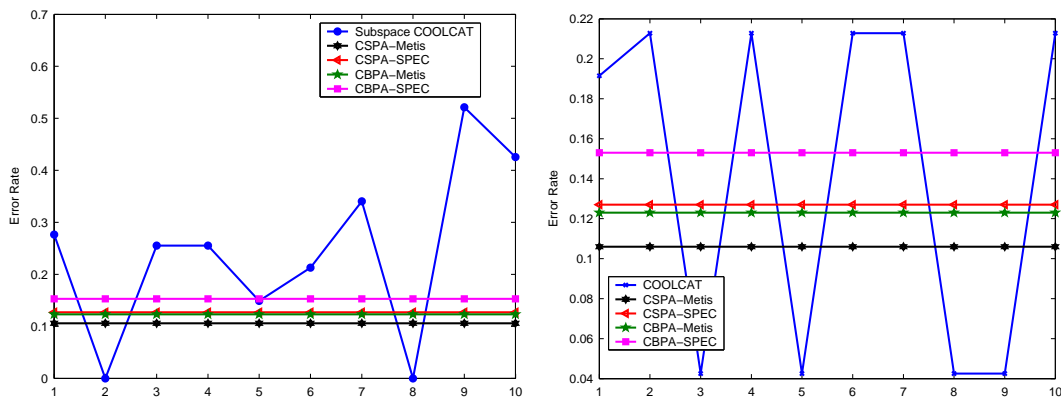 0.7
0.6
0.5
0.4
0.3
0.2
0.1
0
Error Rate
1 2 3 4 5 6 7 8 9 10
Subspace COOLCAT
CSPA−Metis
CSPA−SPEC
CBPA−Metis
CBPA−SPEC
0.22
0.2
0.18
0.16
0.14
0.12
0.1
0.08
0.06
0.04
Error Rate
1 2 3 4 5 6 7 8 9 10
COOLCAT
CSPA−Metis
CSPA−SPEC
CBPA−Metis
CBPA−SPEC